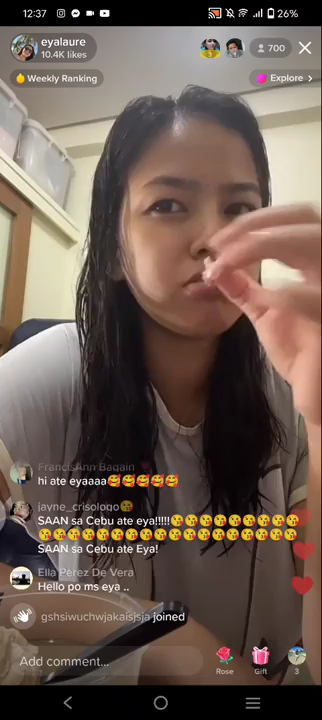 12:37
26%
eyalaure
10.4K likes
700
Weekly Ranking
Explore >
FrancisAnn Bagain
hi ate eyaaaa🥰🥰🥰🥰🥰
jayne_crisologo😘
SAAN sa Cebu ate eya!!!!!😘😘😘😘😘😘😘😘😘
😘😘😘😘😘😘😘😘😘😘😘😘😘😘😘😘😘😘
SAAN sa Cebu ate Eya!
Ella Perez De Vera
Hello po ms eya ..
gshsiwuchwjakaisjsja joined
Add comment...
Rose
Gift
3